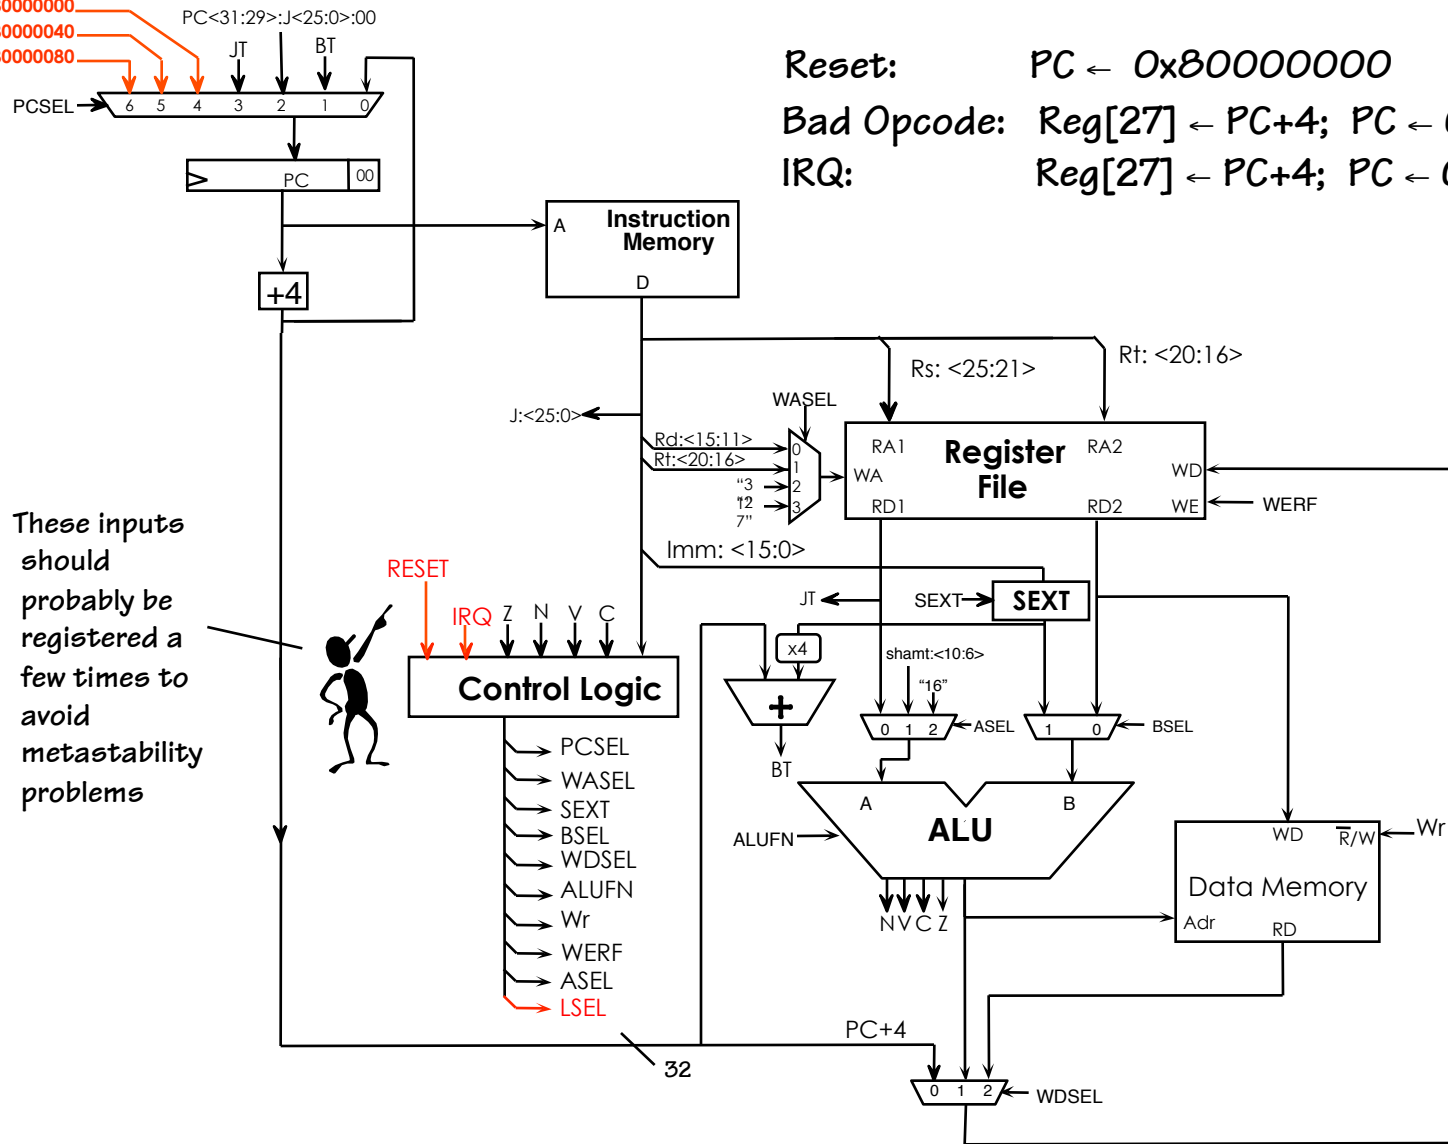 0000000
0000040
0000080
PC<31:29>:J<25:0>:00
JT
BT
PCSEL
6 5 4 3 2 1 0
PC
00
+4
Reset: PC ← 0x80000000
Bad Opcode: Reg[27] ← PC+4; PC ←
IRQ: Reg[27] ← PC+4; PC ←
A
Instruction
Memory
D
Rs: <25:21>
Rt: <20:16>
J:<25:0>
WASEL
Rd:<15:11>
Rt:<20:16>
0
1
2
3
RA1
RA2
Register
File
WA
WD
RD1
RD2
WE
WERF
Imm: <15:0>
These inputs
should
probably be
registered a
few times to
avoid
metastability
problems
RESET
IRQ
Z
N
V
C
Control Logic
PCSEL
WASEL
SEXT
BSEL
WDSEL
ALUFN
Wr
WERF
ASEL
LSEL
JT
SEXT
SEXT
x4
shamt:<10:6>
"16"
+
BT
0 1 2
ASEL
1 0
BSEL
A
B
ALU
ALUFN
N V C Z
WD
R/W
Wr
Data Memory
Adr
RD
PC+4
32
0 1 2
WDSEL